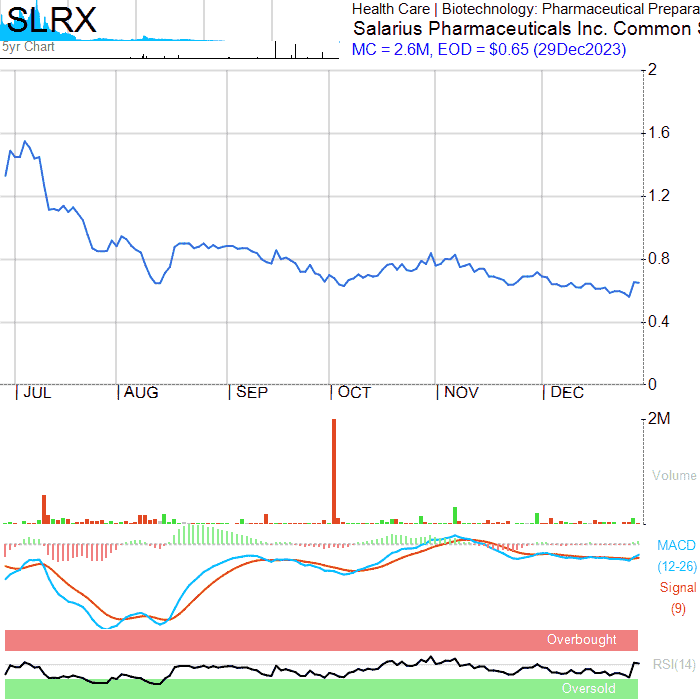 SLRX
5yr Chart
Health Care | Biotechnology: Pharmaceutical Prepara
Salarius Pharmaceuticals Inc. Common S
MC = 2.6M, EOD = $0.65 (29Dec2023)
2
1.6
1.2
0.8
0.4
0
| JUL | AUG | SEP | OCT | NOV | DEC
2M
Volume
MACD
(12-26)
Signal
(9)
Overbought
RSI(14)
Oversold